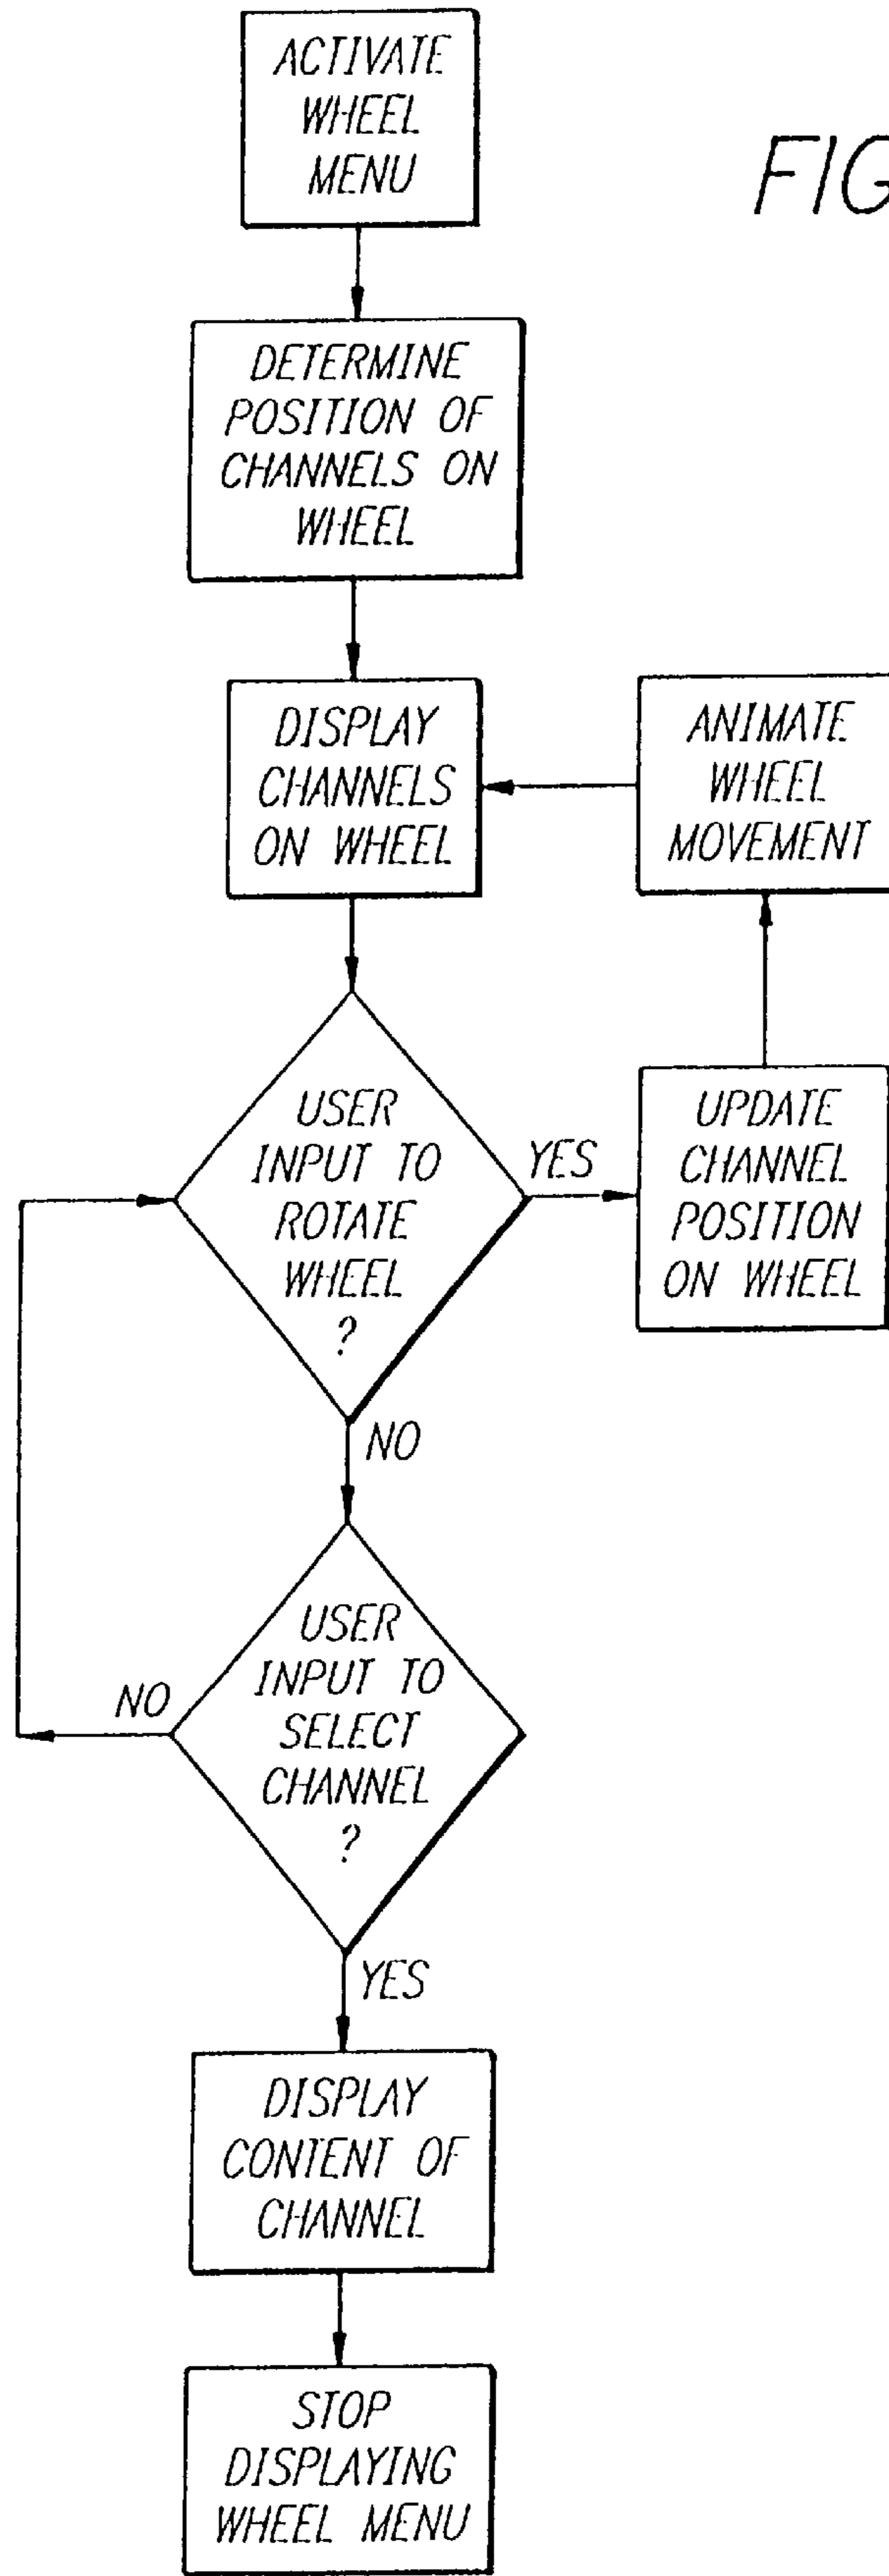 ACTIVATE
WHEEL
MENU
FIG
DETERMINE
POSITION OF
CHANNELS ON
WHEEL
DISPLAY
CHANNELS
ON WHEEL
ANIMATE
WHEEL
MOVEMENT
USER
INPUT TO
ROTATE
WHEEL
?
YES
UPDATE
CHANNEL
POSITION
ON WHEEL
NO
USER
INPUT TO
SELECT
CHANNEL
?
NO
YES
DISPLAY
CONTENT OF
CHANNEL
STOP
DISPLAYING
WHEEL MENU